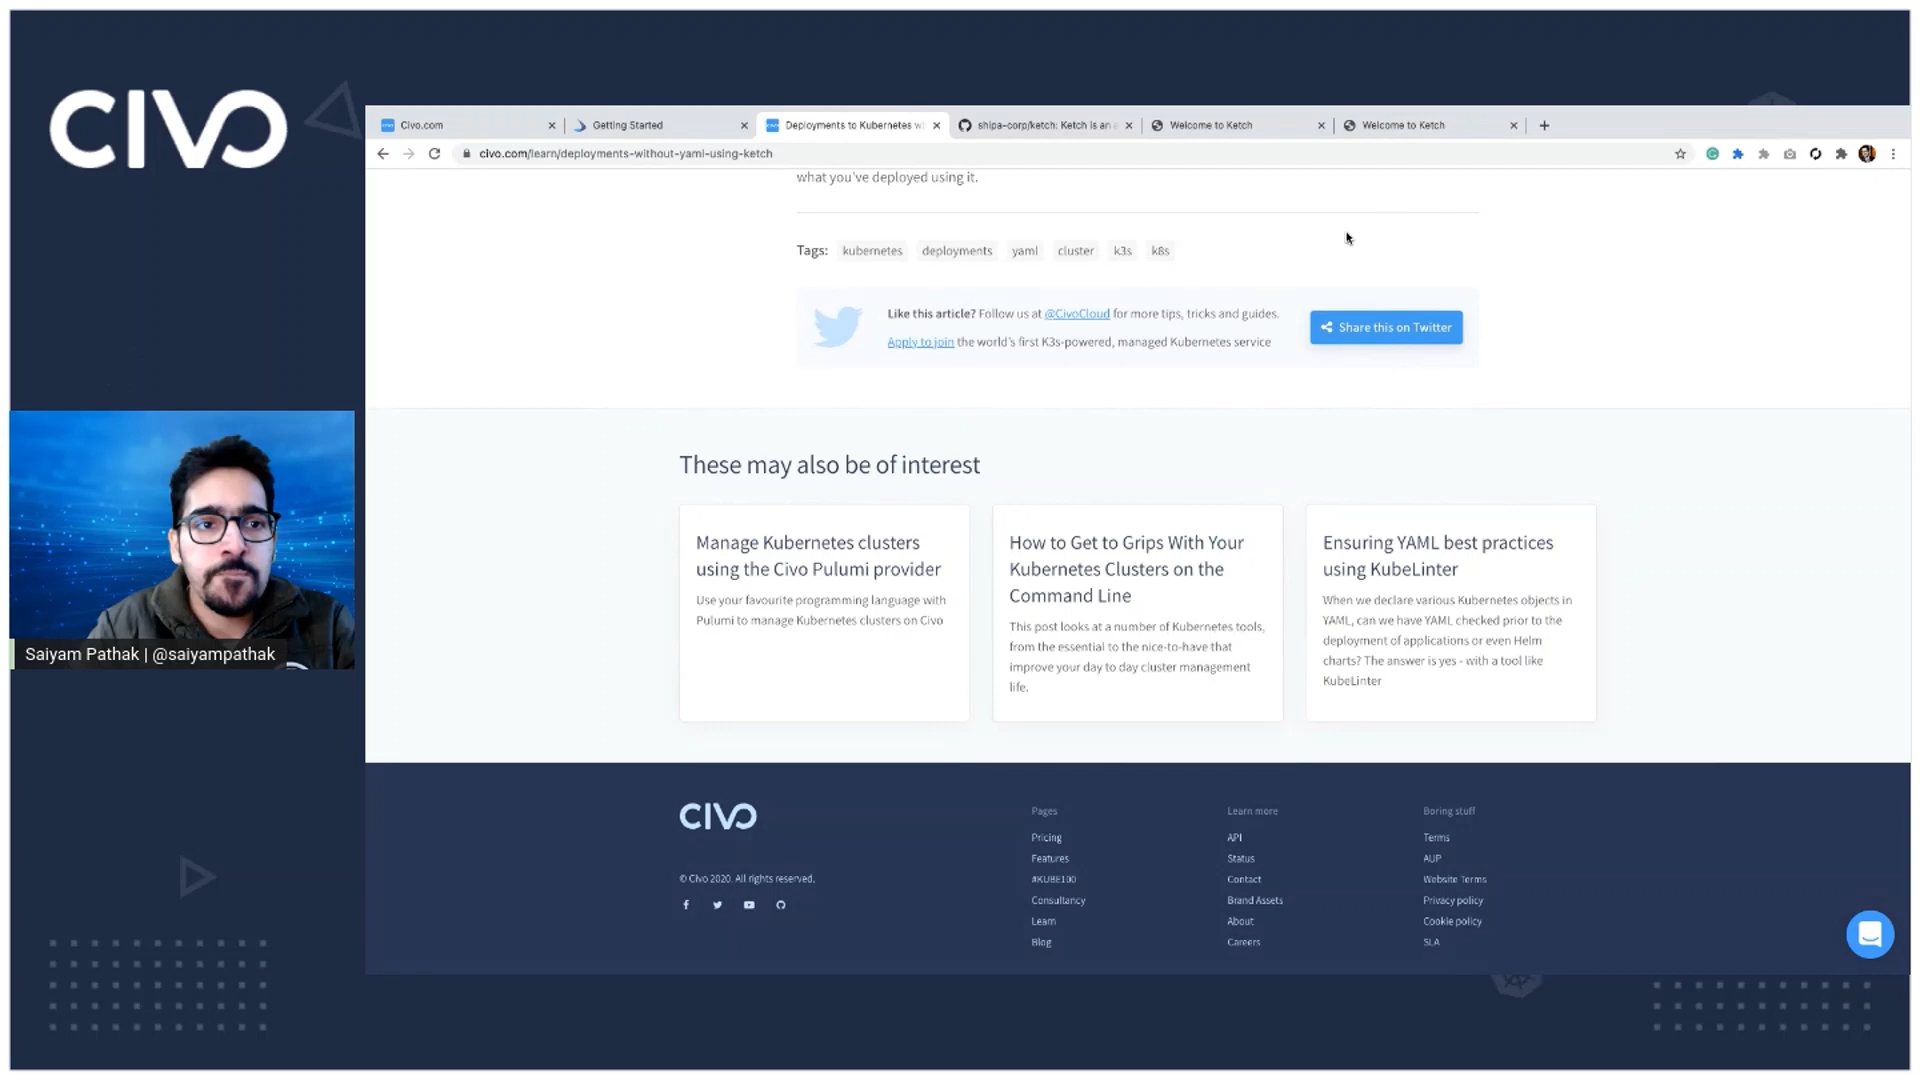 CIVO
Civo.com
Getting Started
Deployments to Kubernetes w
shipa-corp/ketch: Ketch is an
Welcome to Ketch
Welcome to Ketch
civo.com/learn/deployments-without-yaml-using-ketch
what you've deployed using it.
Tags: kubernetes deployments yaml cluster k3s k8s
Like this article? Follow us at @CivoCloud for more tips, tricks and guides.
Apply to join the world's first K3s-powered, managed Kubernetes service
Share this on Twitter
These may also be of interest
Manage Kubernetes clusters
using the Civo Pulumi provider
Use your favourite programming language with
Pulumi to manage Kubernetes clusters on Civo
How to Get to Grips With Your
Kubernetes Clusters on the
Command Line
This post looks at a number of Kubernetes tools,
from the essential to the nice-to-have that
improve your day to day cluster management
life.
Ensuring YAML best practices
using KubeLinter
When we declare various Kubernetes objects in
YAML, can we have YAML checked prior to the
deployment of applications or even Helm
charts? The answer is yes - with a tool like
KubeLinter
Saiyam Pathak | @saiyampathak
CIVO
© Civo 2020. All rights reserved.
Pages
Pricing
Features
#KUBE100
Consultancy
Learn
Blog
Learn more
API
Status
Contact
Brand Assets
About
Careers
Boring stuff
Terms
AUP
Website Terms
Privacy policy
Cookie policy
SLA